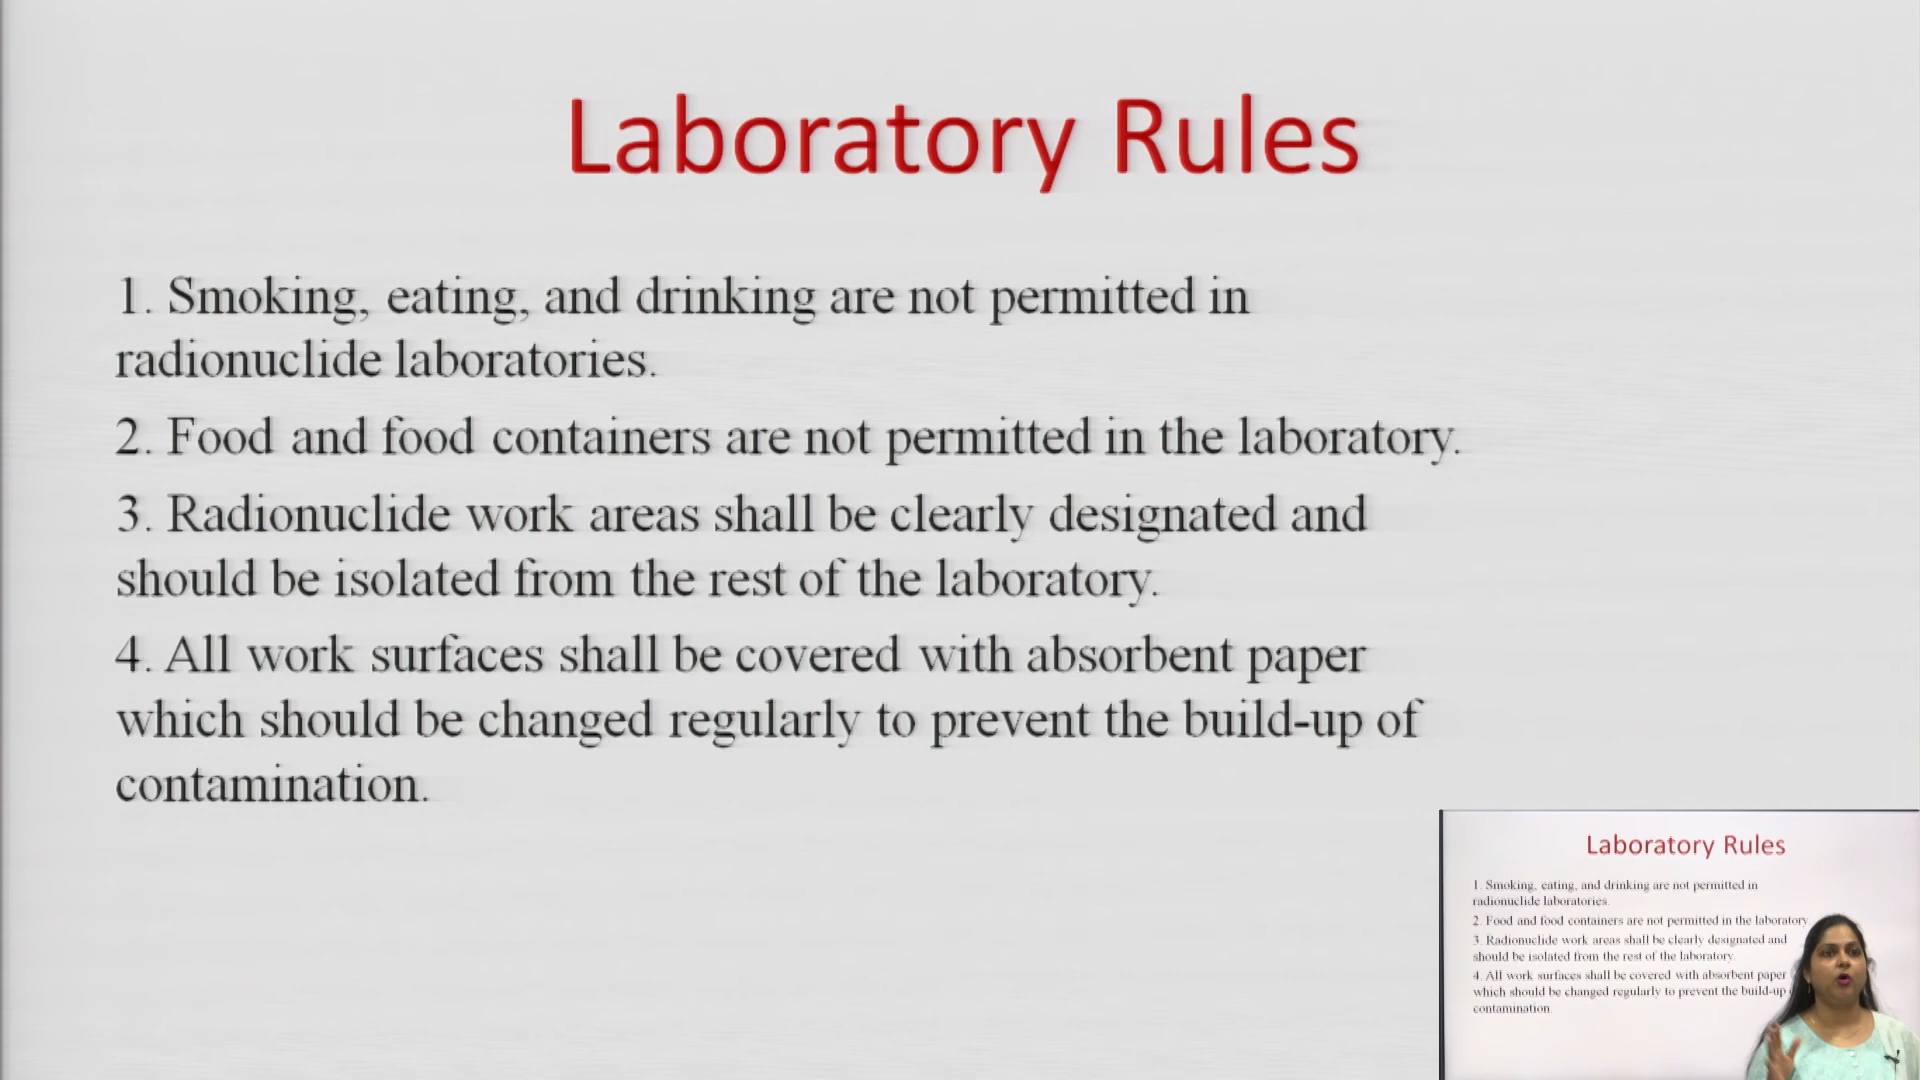 Laboratory Rules
1. Smoking, eating, and drinking are not permitted in
radionuclide laboratories.
2. Food and food containers are not permitted in the laboratory.
3. Radionuclide work areas shall be clearly designated and
should be isolated from the rest of the laboratory.
4. All work surfaces shall be covered with absorbent paper
which should be changed regularly to prevent the build-up of
contamination.
Laboratory Rules
1. Smoking, eating, and drinking are not permitted in
radionuclide laboratories.
2. Food and food containers are not permitted in the laboratory
3. Radionuclide work areas shall be clearly designated and
should be isolated from the rest of the laboratory.
4. All work surfaces shall be covered with absorbent paper
which should be changed regularly to prevent the build-up
contamination.